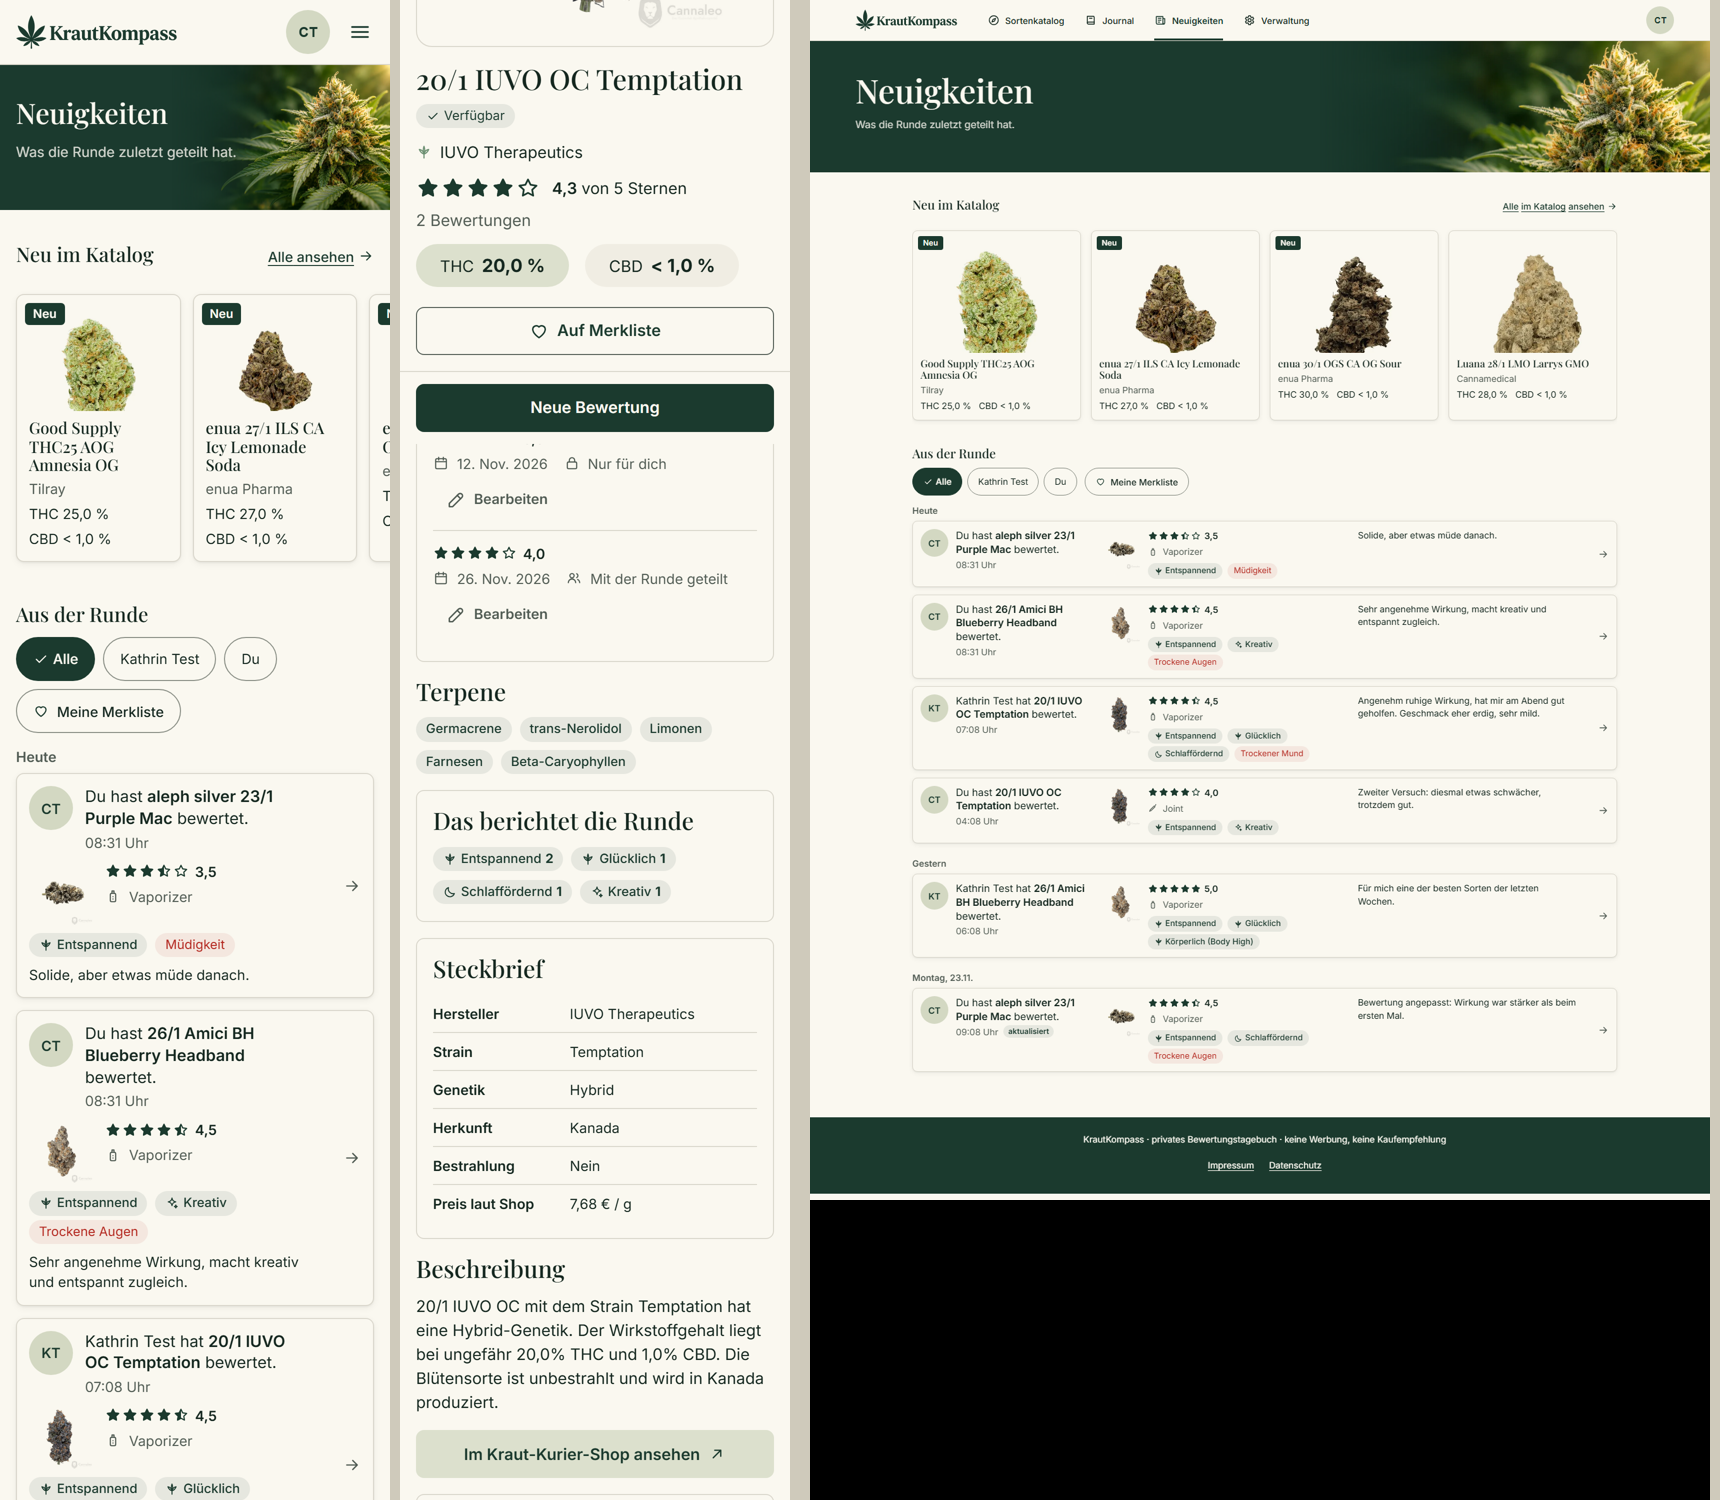 KrautKompass
CT
Neuigkeiten
Was die Runde zuletzt geteilt hat.
Neu im Katalog
Alle ansehen →
Neu
Neu
Good Supply
THC25 AOG
Amnesia OG
Tilray
THC 25,0 %
CBD < 1,0 %
enua 27/1 ILS CA
Icy Lemonade
Soda
enua Pharma
THC 27,0 %
CBD < 1,0 %
Aus der Runde
Alle
Kathrin Test
Du
Meine Merkliste
Heute
CT
Du hast aleph silver 23/1
Purple Mac bewertet.
08:31 Uhr
3,5
Vaporizer
Entspannend
Müdigkeit
Solide, aber etwas müde danach.
CT
Du hast 26/1 Amici BH
Blueberry Headband
bewertet.
08:31 Uhr
4,5
Vaporizer
Entspannend
Kreativ
Trockene Augen
Sehr angenehme Wirkung, macht kreativ
und entspannt zugleich.
KT
Kathrin Test hat 20/1 IUVO
OC Temptation bewertet.
07:08 Uhr
4,5
Vaporizer
Entspannend
Glücklich
Cannaleo
20/1 IUVO OC Temptation
Verfügbar
IUVO Therapeutics
4,3 von 5 Sternen
2 Bewertungen
THC 20,0 %
CBD < 1,0 %
Auf Merkliste
Neue Bewertung
12. Nov. 2026
Nur für dich
Bearbeiten
4,0
26. Nov. 2026
Mit der Runde geteilt
Bearbeiten
Terpene
Germacrene
trans-Nerolidol
Limonen
Farnesen
Beta-Caryophyllen
Das berichtet die Runde
Entspannend 2
Glücklich 1
Schlaffördernd 1
Kreativ 1
Steckbrief
Hersteller IUVO Therapeutics
Strain Temptation
Genetik Hybrid
Herkunft Kanada
Bestrahlung Nein
Preis laut Shop 7,68 € / g
Beschreibung
20/1 IUVO OC mit dem Strain Temptation hat
eine Hybrid-Genetik. Der Wirkstoffgehalt liegt
bei ungefähr 20,0% THC und 1,0% CBD. Die
Blütensorte ist unbestrahlt und wird in Kanada
produziert.
Im Kraut-Kurier-Shop ansehen ↗
KrautKompass
Sortenkatalog
Journal
Neuigkeiten
Verwaltung
CT
Neuigkeiten
Was die Runde zuletzt geteilt hat.
Neu im Katalog
Alle im Katalog ansehen →
Neu
Good Supply THC25 AOG
Amnesia OG
Tilray
THC 25,0 % CBD < 1,0 %
Neu
enua 27/1 ILS CA Icy Lemonade
Soda
enua Pharma
THC 27,0 % CBD < 1,0 %
Neu
enua 30/1 OGS CA OG Sour
enua Pharma
THC 30,0 % CBD < 1,0 %
Neu
Luana 28/1 LMO Larrys GMO
Cannamedical
THC 28,0 % CBD < 1,0 %
Aus der Runde
Alle
Kathrin Test
Du
Meine Merkliste
Heute
CT
Du hast aleph silver 23/1
Purple Mac bewertet.
08:31 Uhr
3,5
Vaporizer
Entspannend
Müdigkeit
Solide, aber etwas müde danach.
CT
Du hast 26/1 Amici BH
Blueberry Headband
bewertet.
08:31 Uhr
4,5
Vaporizer
Entspannend
Kreativ
Trockene Augen
Sehr angenehme Wirkung, macht kreativ und
entspannt zugleich.
KT
Kathrin Test hat 20/1 IUVO
OC Temptation bewertet.
07:08 Uhr
4,5
Vaporizer
Entspannend
Glücklich
Schlaffördernd
Trockener Mund
Angenehm ruhige Wirkung, hat mir am Abend gut
geholfen. Geschmack eher erdig, sehr mild.
CT
Du hast 20/1 IUVO OC
Temptation bewertet.
04:08 Uhr
4,0
Joint
Entspannend
Kreativ
Zweiter Versuch: diesmal etwas schwächer,
trotzdem gut.
Gestern
KT
Kathrin Test hat 26/1 Amici
BH Blueberry Headband
bewertet.
06:08 Uhr
5,0
Vaporizer
Entspannend
Glücklich
Körperlich (Body High)
Für mich eine der besten Sorten der letzten
Wochen.
Montag, 23.11.
CT
Du hast aleph silver 23/1
Purple Mac bewertet.
09:08 Uhr aktualisiert
4,5
Vaporizer
Entspannend
Schlaffördernd
Trockene Augen
Bewertung angepasst: Wirkung war stärker als beim
ersten Mal.
KrautKompass · privates Bewertungstagebuch · keine Werbung, keine Kaufempfehlung
Impressum
Datenschutz